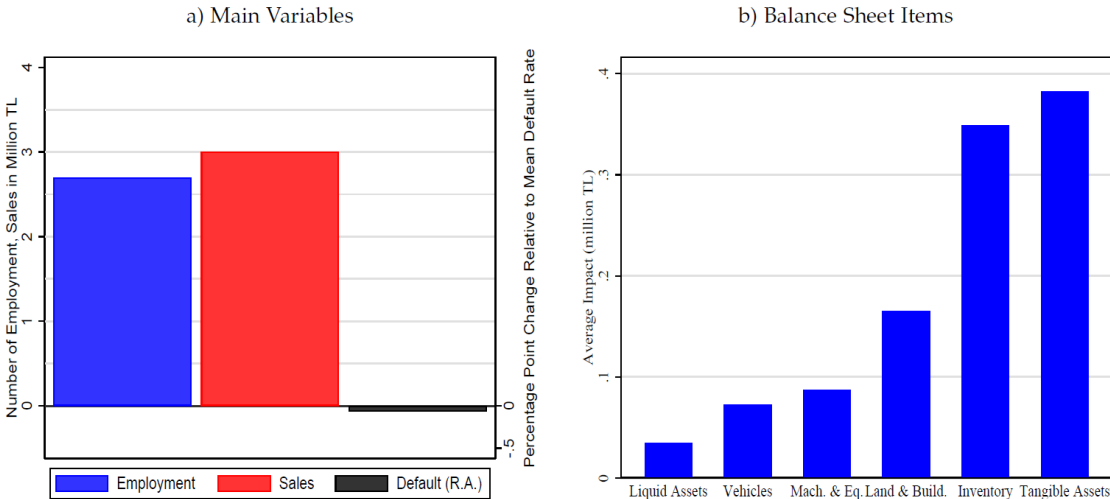 a) Main Variables
Number of Employment, Sales in Million TL
4
3
2
1
0
0
-.5
Percentage Point Change Relative to Mean Default Rate
Employment
Sales
Default (R.A.)
b) Balance Sheet Items
Average Impact (million TL)
.4
.3
.2
.1
0
Liquid Assets
Vehicles
Mach. & Eq.
Land & Build.
Inventory
Tangible Assets